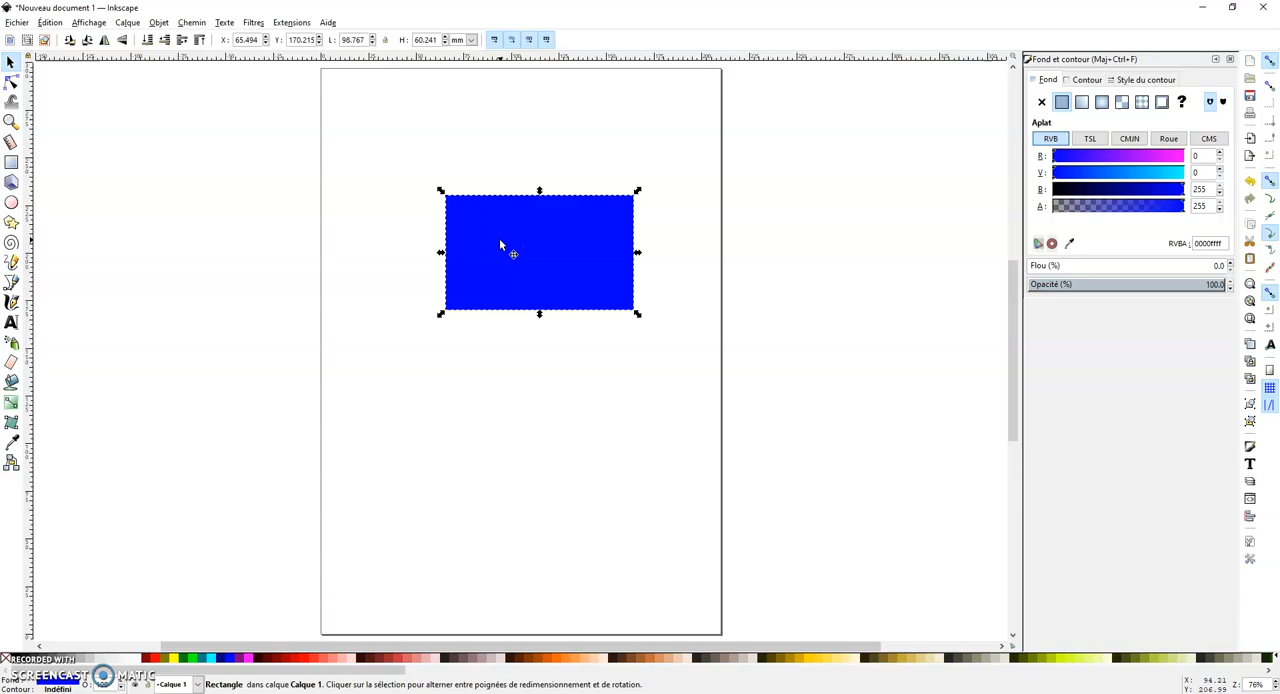 *Nouveau document 1 — Inkscape
Fichier Édition Affichage Calque Objet Chemin Texte Filtres Extensions Aide
X : 65.494 Y : 170.215 L : 98.767 H : 60.241 mm
Fond et contour (Maj+Ctrl+F)
Fond Contour Style du contour
Aplat
RVB TSL CMJN Roue CMS
R : 0
V : 0
B : 255
A : 255
RVBA : 0000ffff
Flou (%) 0.0
Opacité (%) 100.0
RECORDED WITH
SCREENCAST MATIC
Fond :
Contour : Indéfini
O : 100
•Calque 1
Rectangle dans calque Calque 1. Cliquer sur la sélection pour alterner entre poignées de redimensionnement et de rotation.
X : 94.21
Y : 206.99
Z : 76%